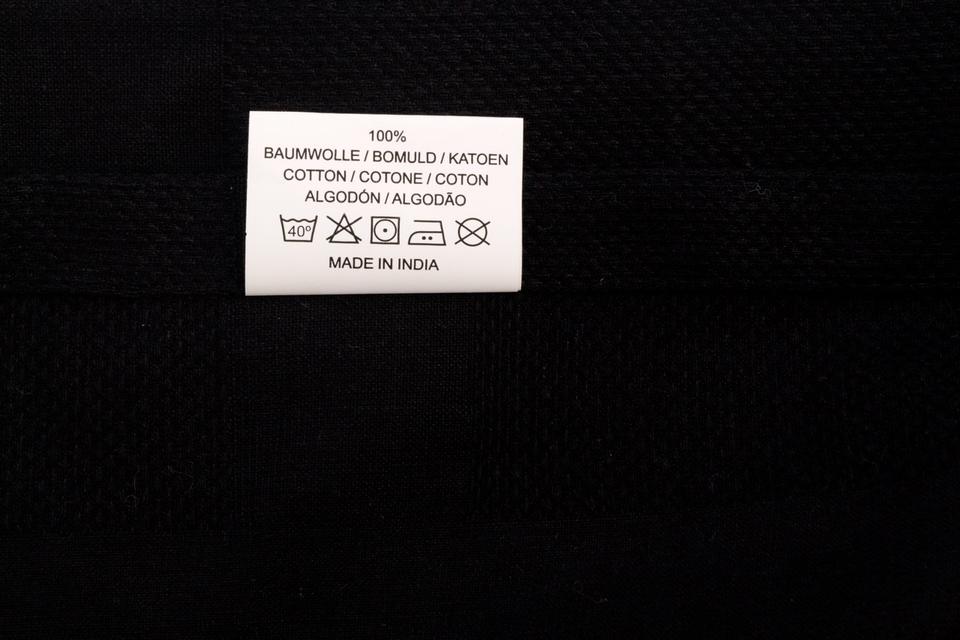 100%
BAUMWOLLE / BOMULD / KATOEN
COTTON / COTONE / COTON
ALGODÓN / ALGODÃO
40°
MADE IN INDIA